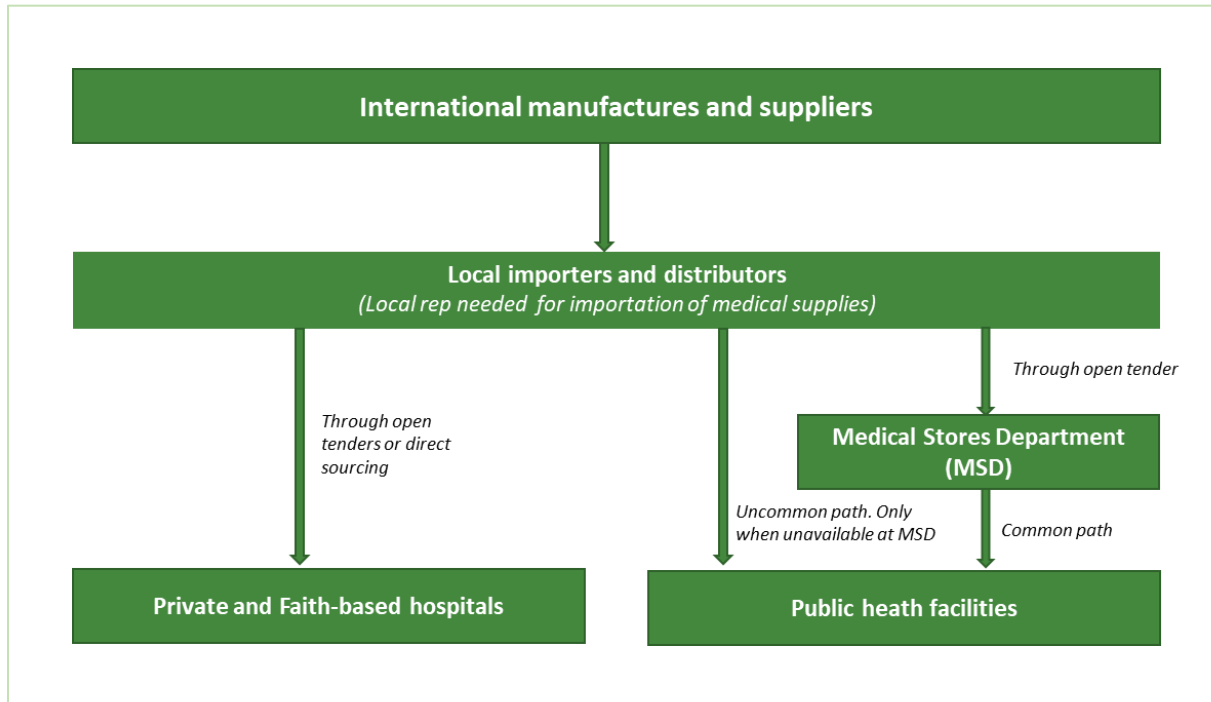 International manufactures and suppliers
Local importers and distributors
(Local rep needed for importation of medical supplies)
Through open tender
Through open
tenders or direct
sourcing
Medical Stores Department
(MSD)
Uncommon path. Only
when unavailable at MSD
Common path
Private and Faith-based hospitals
Public heath facilities